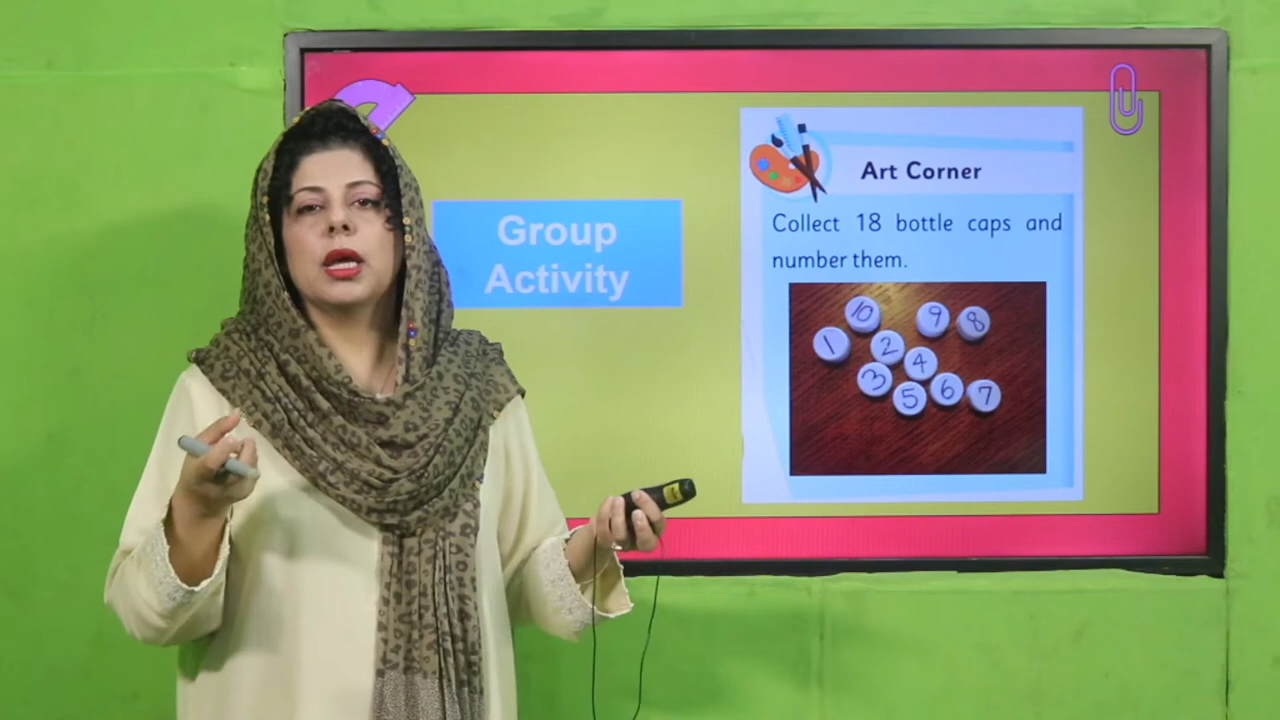 Group
Activity
Art Corner
Collect 18 bottle caps and
number them.
10 9 8
1 2 4
3 5 6 7